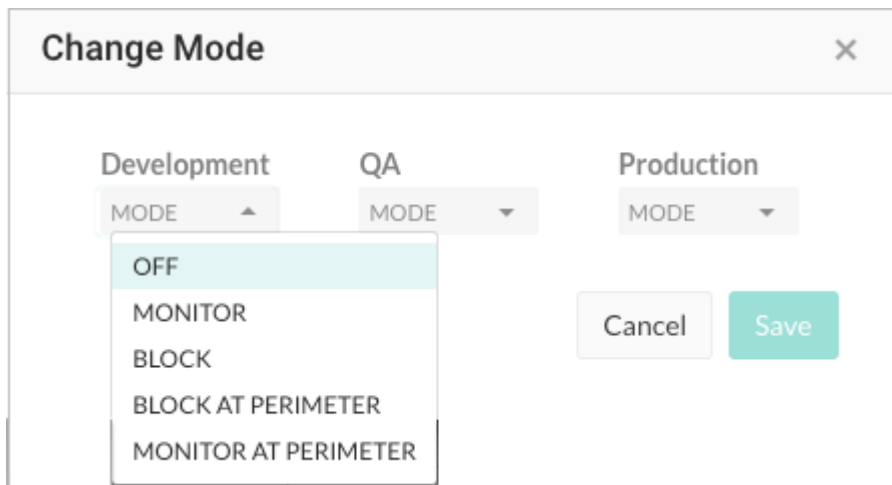 Change Mode
Development QA Production
MODE MODE MODE
OFF
MONITOR
BLOCK
BLOCK AT PERIMETER
MONITOR AT PERIMETER
Cancel Save